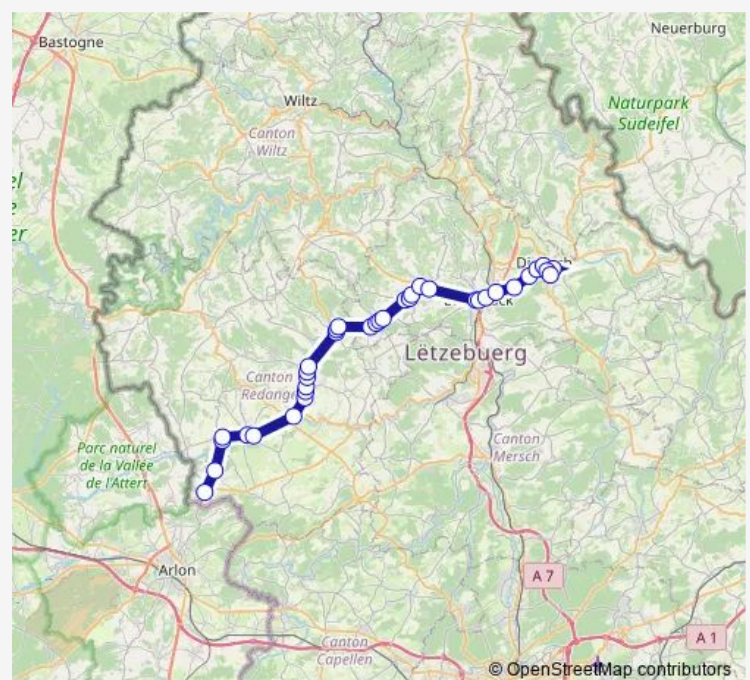 Neuerburg
Bastogne
Naturpark
Südeifel
Wiltz
Canton
Wiltz
er
Lëtzebuerg
Canton
Canton
Mersch
Parc naturel
de la Vallée
de l'Attert
Arlon
A 7
A 1
Canton
Capellen
© OpenStreetMap contributors